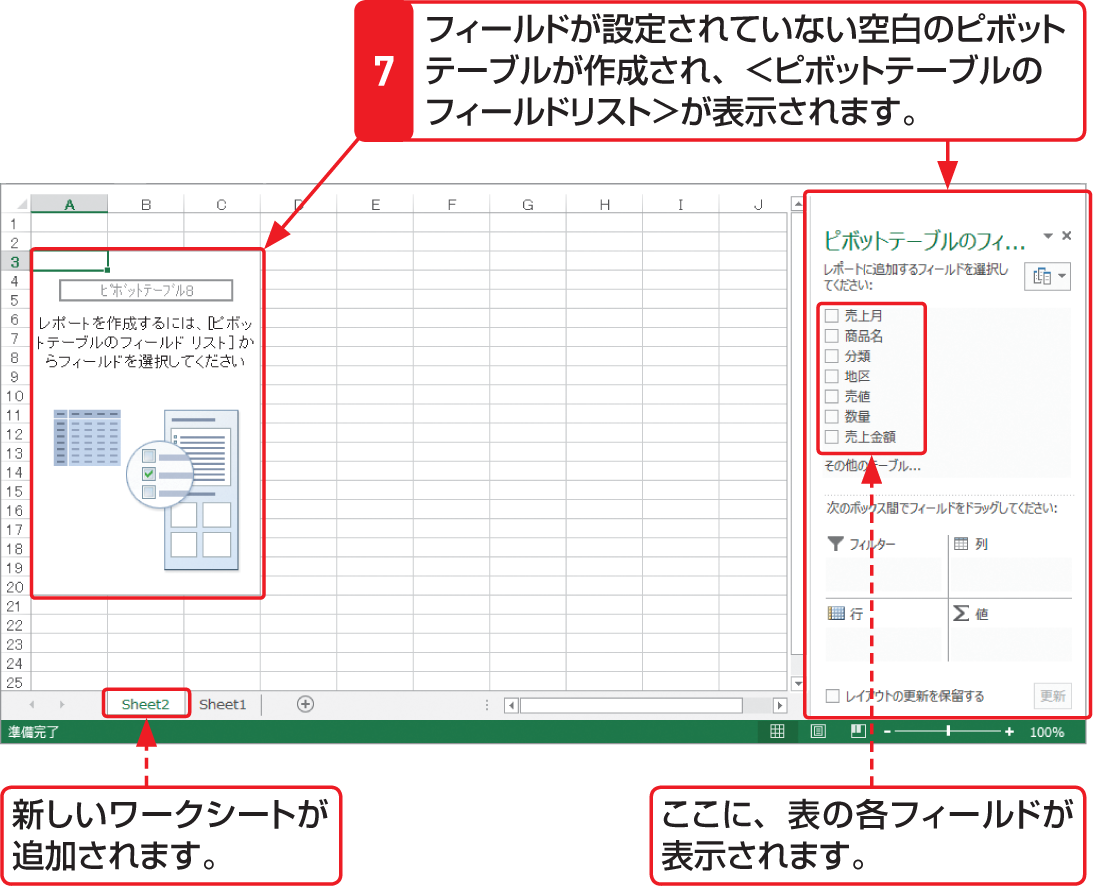 7
フィールドが設定されていない空白のピボット
テーブルが作成され、＜ピボットテーブルの
フィールドリスト＞が表示されます。
A B C D E F G H I J
1
2
3
4
5
6
7
8
9
10
11
12
13
14
15
16
17
18
19
20
21
22
23
24
25
ピボットテーブル8
レポートを作成するには、[ピボッ
トテーブルのフィールド リスト] か
らフィールドを選択してください
ピボットテーブルのフィ...
レポートに追加するフィールドを選択し
てください:
売上月
商品名
分類
地区
売値
数量
売上金額
その他のテーブル...
次のボックス間でフィールドをドラッグしてください:
フィルター
列
行
Σ 値
レイアウトの更新を保留する
更新
Sheet2 Sheet1
準備完了
100%
新しいワークシートが
追加されます。
ここに、表の各フィールドが
表示されます。